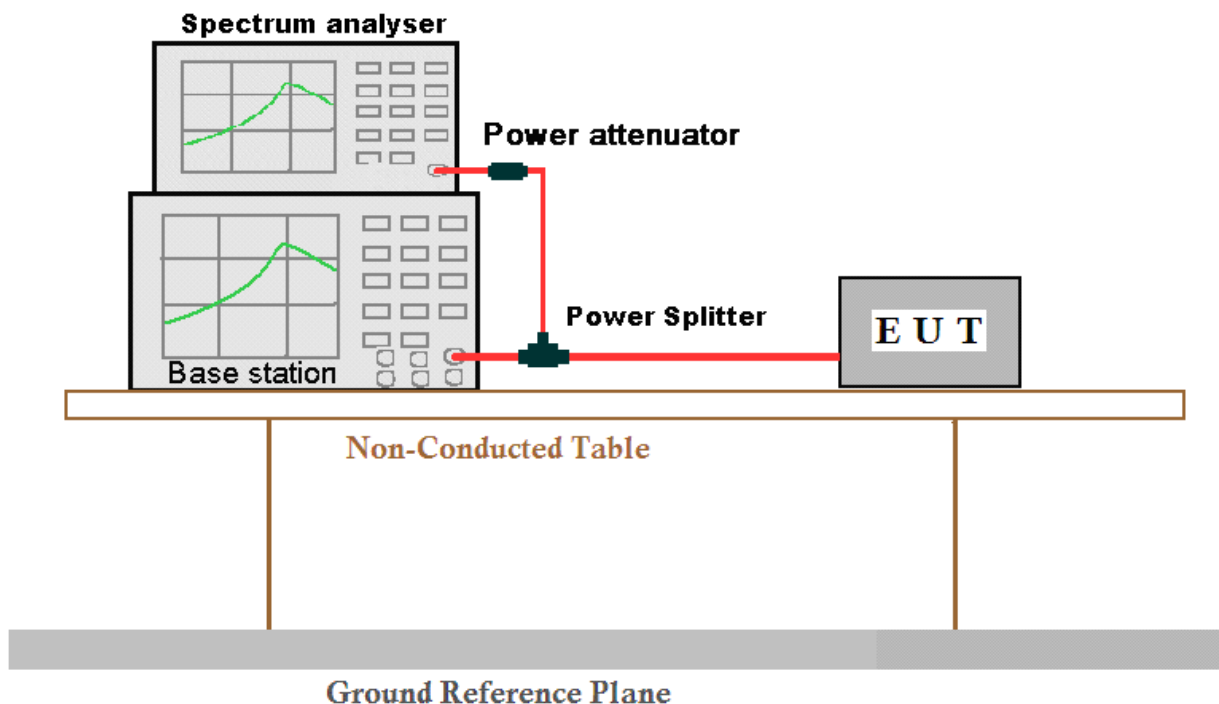 Spectrum analyser
Power attenuator
Power Splitter
E U T
Base station
Non-Conducted Table
Ground Reference Plane